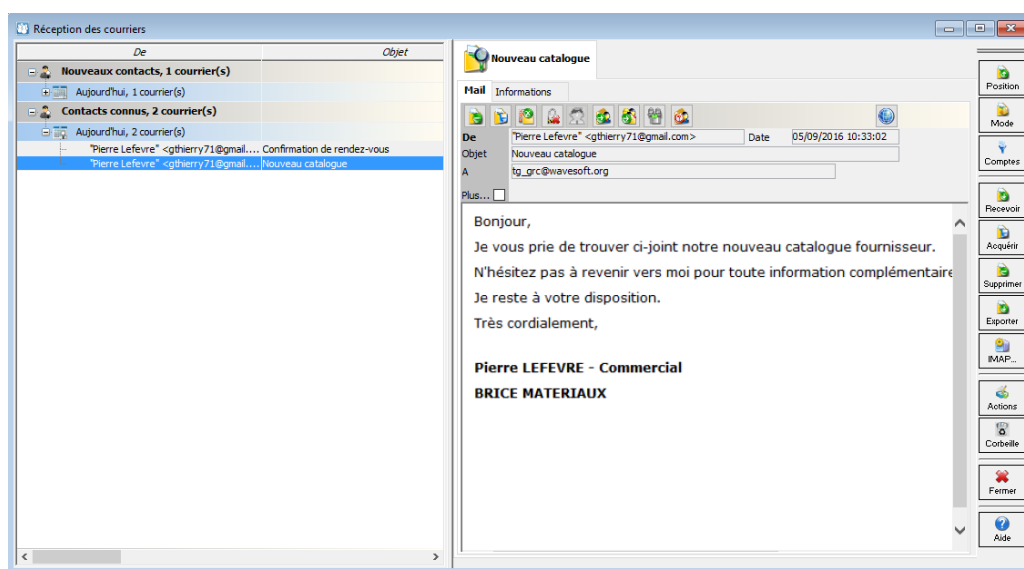 Réception des courriers
De Objet
Nouveaux contacts, 1 courrier(s)
Aujourd'hui, 1 courrier(s)
Contacts connus, 2 courrier(s)
Aujourd'hui, 2 courrier(s)
"Pierre Lefevre" <gthierry71@gmail.... Confirmation de rendez-vous
"Pierre Lefevre" <gthierry71@gmail.... Nouveau catalogue
Nouveau catalogue
Mail Informations
De "Pierre Lefevre" <gthierry71@gmail.com> Date 05/09/2016 10:33:02
Objet Nouveau catalogue
A tg_grc@wavesoft.org
Plus...
Bonjour,
Je vous prie de trouver ci-joint notre nouveau catalogue fournisseur.
N'hésitez pas à revenir vers moi pour toute information complémentaire
Je reste à votre disposition.
Très cordialement,
Pierre LEFEVRE - Commercial
BRICE MATERIAUX
Position
Mode
Comptes
Recevoir
Acquérir
Supprimer
Exporter
IMAP...
Actions
Corbeille
Fermer
Aide